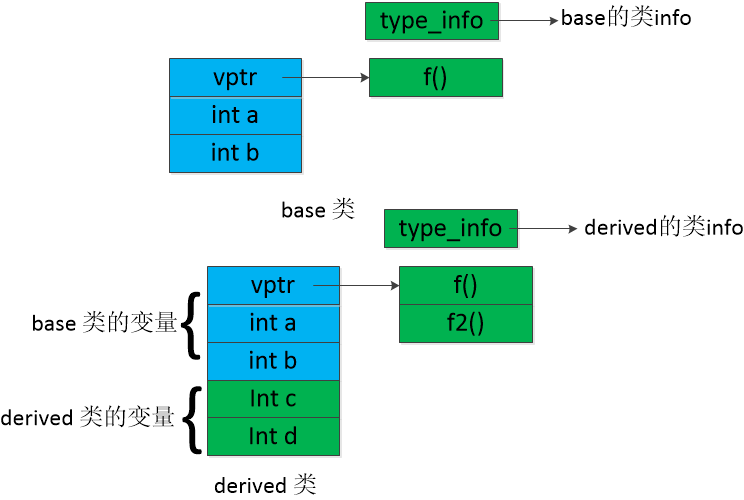 type_info
base的类info
vptr
f()
int a
int b
base 类
type_info
derived的类info
vptr
f()
base 类的变量
int a
f2()
int b
derived 类的变量
Int c
Int d
derived 类